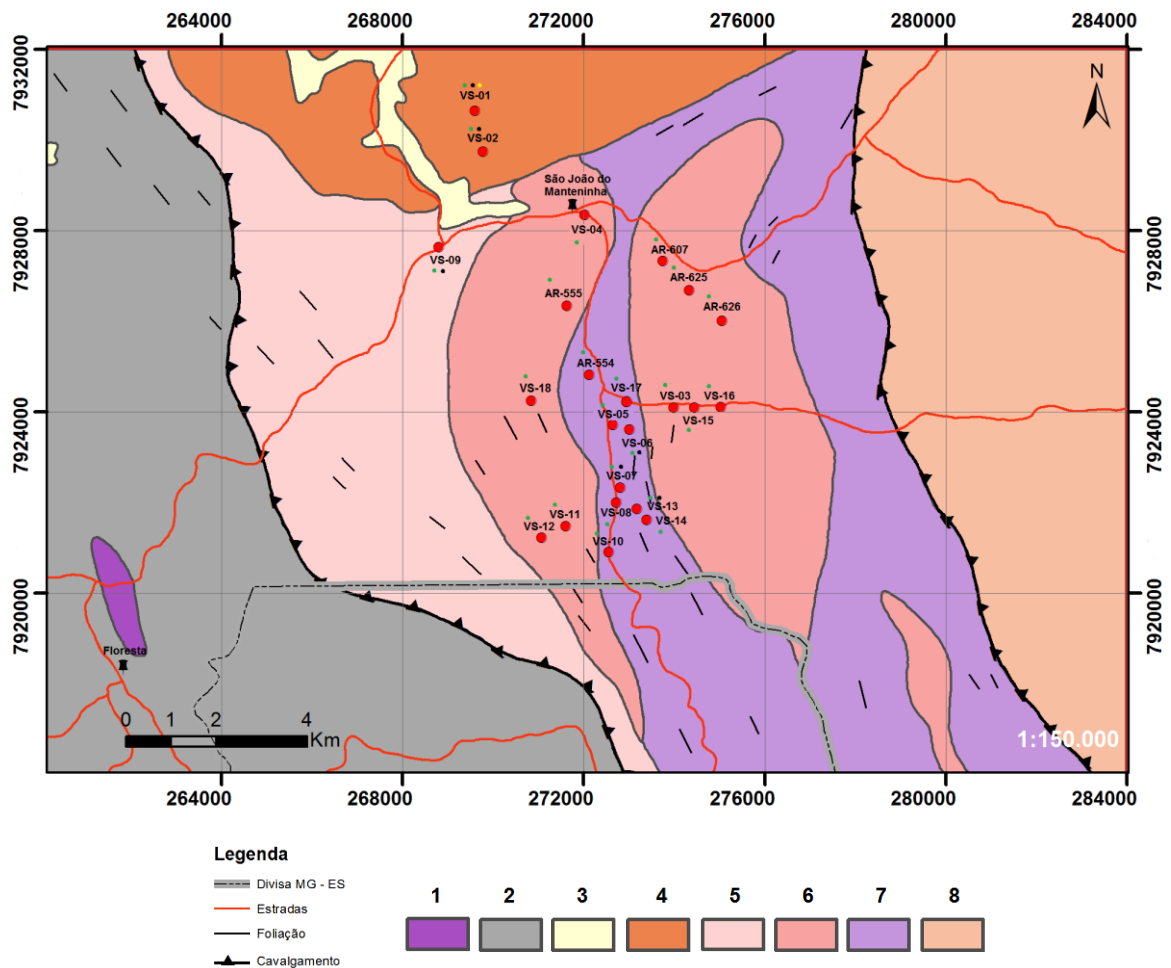 264000 268000 272000 276000 280000 284000
7932000
7932000
N
VS-01
VS-02
São João do
Manteninha
VS-04
7928000
7928000
VS-09
AR-607
AR-625
AR-555
AR-626
AR-554
VS-18
VS-17
VS-03
VS-16
7924000
7924000
VS-05
VS-15
VS-06
VS-07
VS-11
VS-13
VS-12
VS-08
VS-14
VS-10
7920000
7920000
Floresta
0 1 2 4
Km
1:150.000
264000 268000 272000 276000 280000 284000
Legenda
Divisa MG - ES
Estradas
Foliação
Cavalgamento
1 2 3 4 5 6 7 8